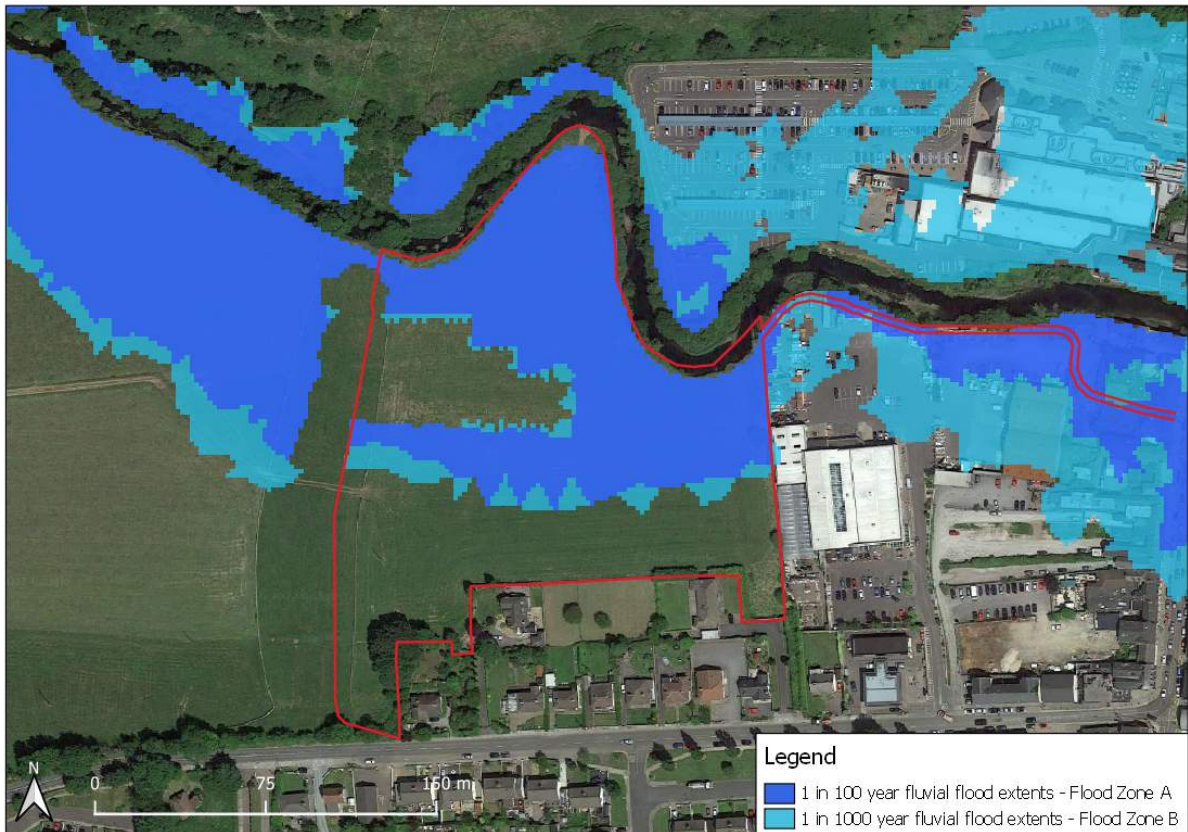 N
0 75 150 m
Legend
1 in 100 year fluvial flood extents - Flood Zone A
1 in 1000 year fluvial flood extents - Flood Zone B